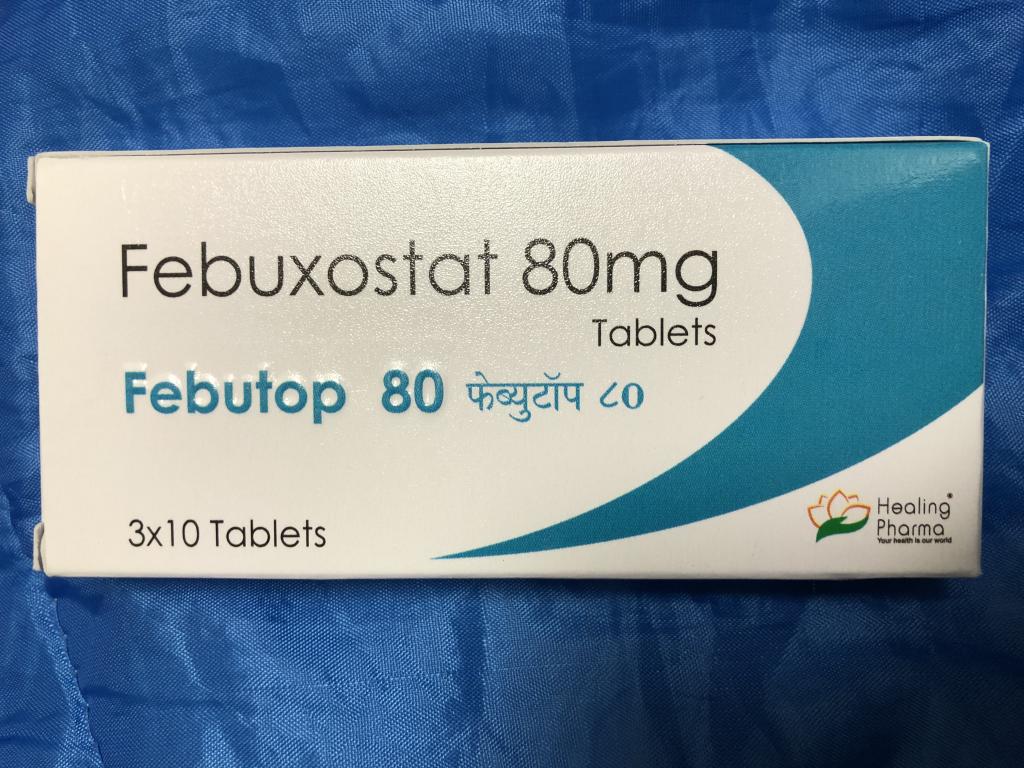 Febuxostat 80mg
Tablets
Febutop 80 फेब्युटॉप ८०
3x10 Tablets
Healing®
Pharma
Your health is our world